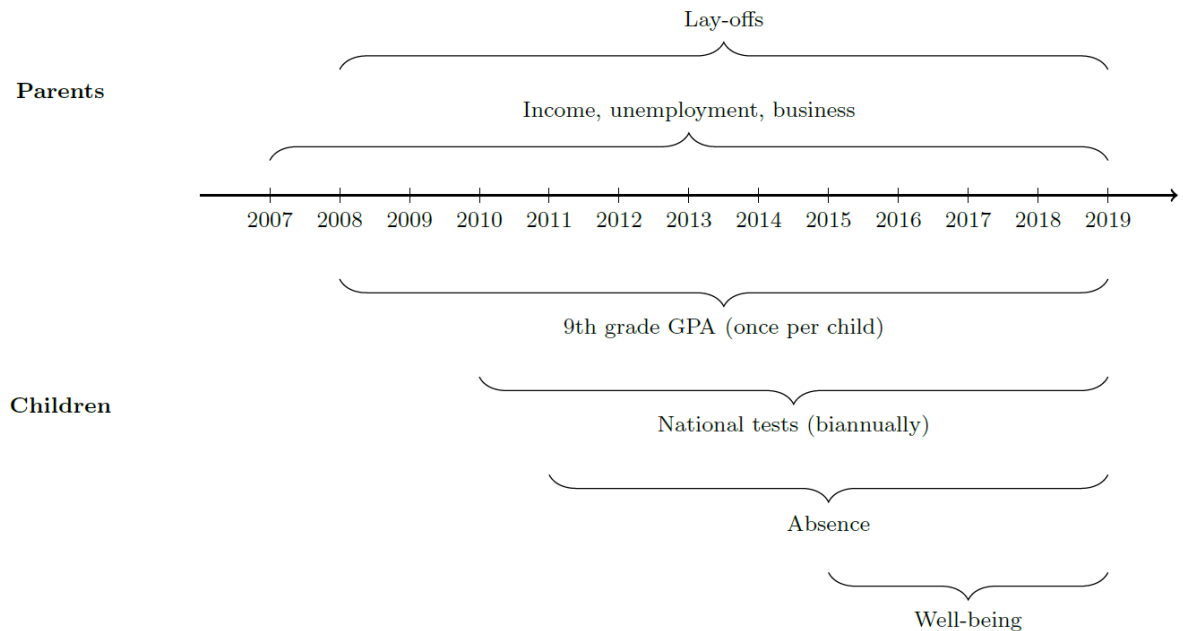 Lay-offs
Parents
Income, unemployment, business
2007 2008 2009 2010 2011 2012 2013 2014 2015 2016 2017 2018 2019
9th grade GPA (once per child)
Children
National tests (biannually)
Absence
Well-being